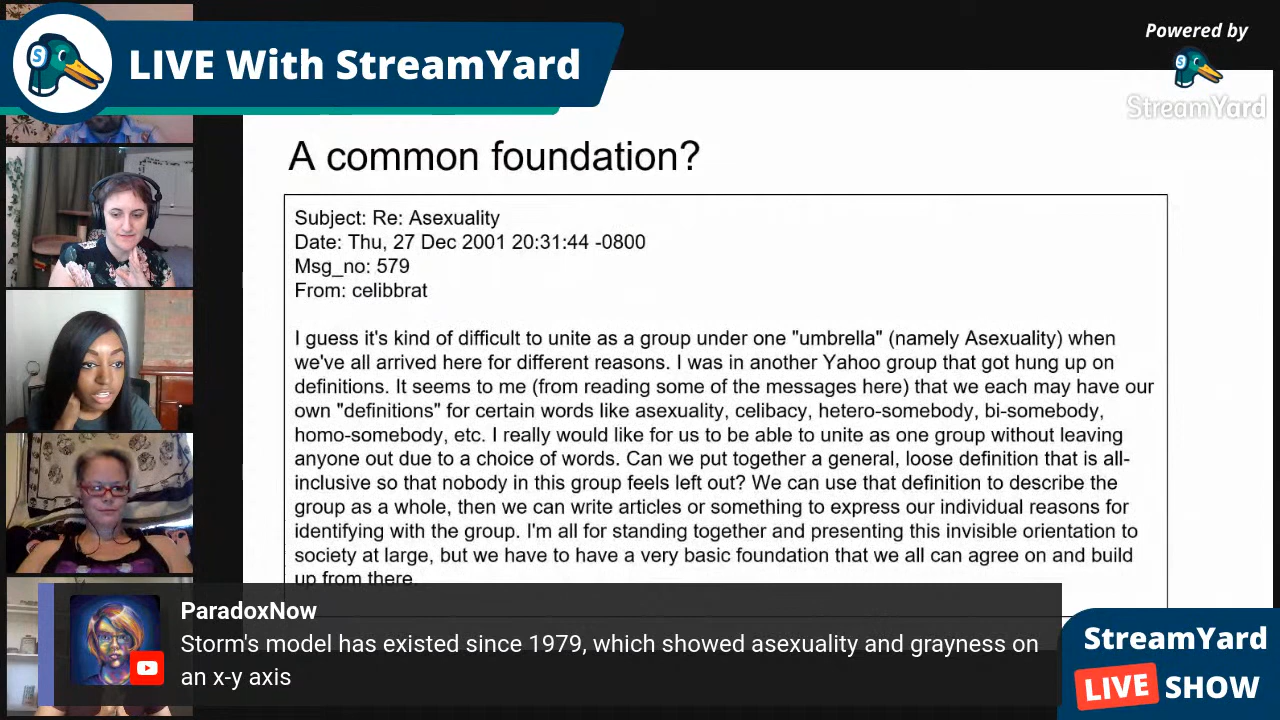 LIVE With StreamYard
Powered by
StreamYard
A common foundation?
Subject: Re: Asexuality
Date: Thu, 27 Dec 2001 20:31:44 -0800
Msg_no: 579
From: celibbrat
I guess it's kind of difficult to unite as a group under one "umbrella" (namely Asexuality) when
we've all arrived here for different reasons. I was in another Yahoo group that got hung up on
definitions. It seems to me (from reading some of the messages here) that we each may have our
own "definitions" for certain words like asexuality, celibacy, hetero-somebody, bi-somebody,
homo-somebody, etc. I really would like for us to be able to unite as one group without leaving
anyone out due to a choice of words. Can we put together a general, loose definition that is all-
inclusive so that nobody in this group feels left out? We can use that definition to describe the
group as a whole, then we can write articles or something to express our individual reasons for
identifying with the group. I'm all for standing together and presenting this invisible orientation to
society at large, but we have to have a very basic foundation that we all can agree on and build
up from there.
ParadoxNow
Storm's model has existed since 1979, which showed asexuality and grayness on
an x-y axis
StreamYard
LIVE SHOW